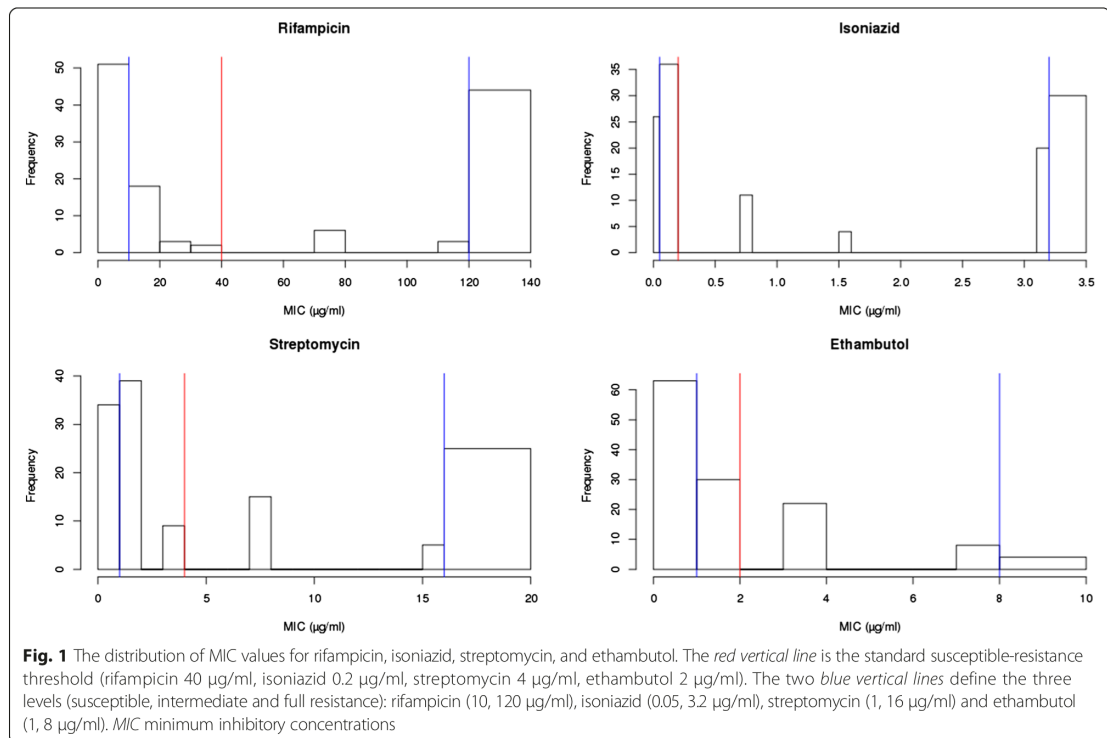 Rifampicin
Frequency
50
40
30
20
10
0
0 20 40 60 80 100 120 140
MIC (µg/ml)
Isoniazid
Frequency
35
30
25
20
15
10
5
0
0.0 0.5 1.0 1.5 2.0 2.5 3.0 3.5
MIC (µg/ml)
Streptomycin
Frequency
40
30
20
10
0
0 5 10 15 20
MIC (µg/ml)
Ethambutol
Frequency
60
50
40
30
20
10
0
0 2 4 6 8 10
MIC (µg/ml)
Fig. 1 The distribution of MIC values for rifampicin, isoniazid, streptomycin, and ethambutol. The red vertical line is the standard susceptible-resistance
threshold (rifampicin 40 µg/ml, isoniazid 0.2 µg/ml, streptomycin 4 µg/ml, ethambutol 2 µg/ml). The two blue vertical lines define the three
levels (susceptible, intermediate and full resistance): rifampicin (10, 120 µg/ml), isoniazid (0.05, 3.2 µg/ml), streptomycin (1, 16 µg/ml) and ethambutol
(1, 8 µg/ml). MIC minimum inhibitory concentrations